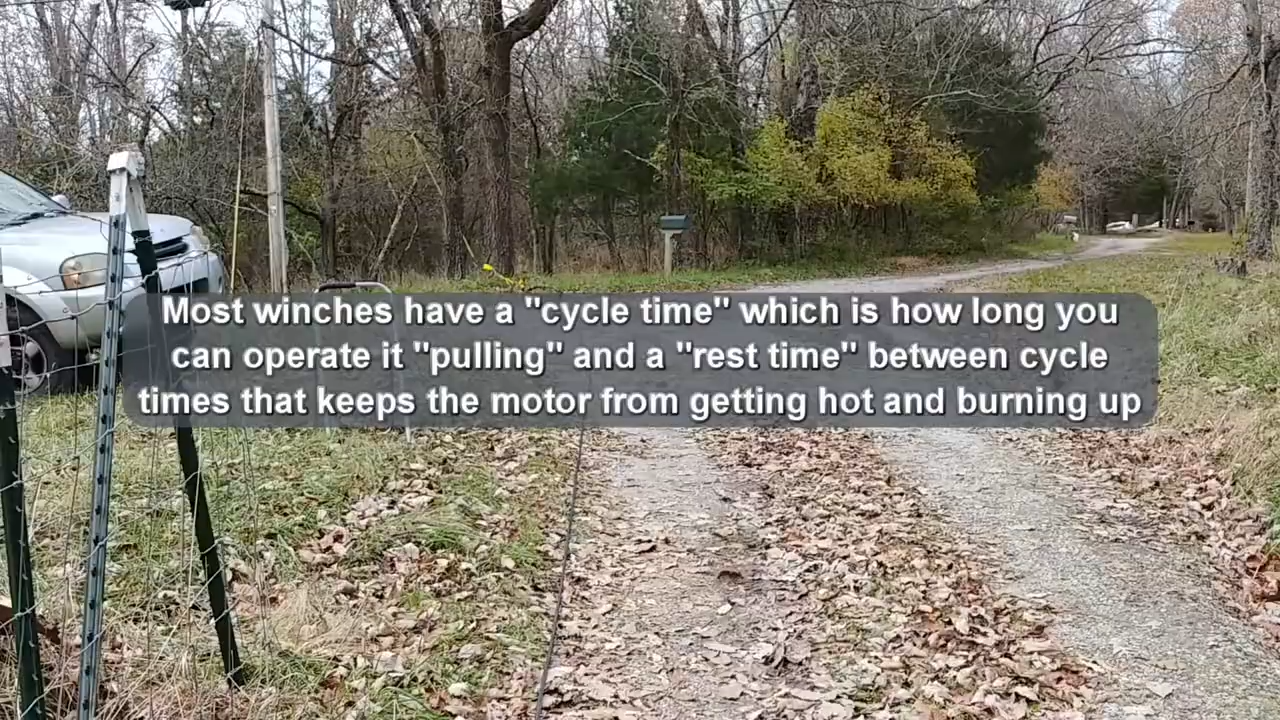 Most winches have a "cycle time" which is how long you
can operate it "pulling" and a "rest time" between cycle
times that keeps the motor from getting hot and burning up